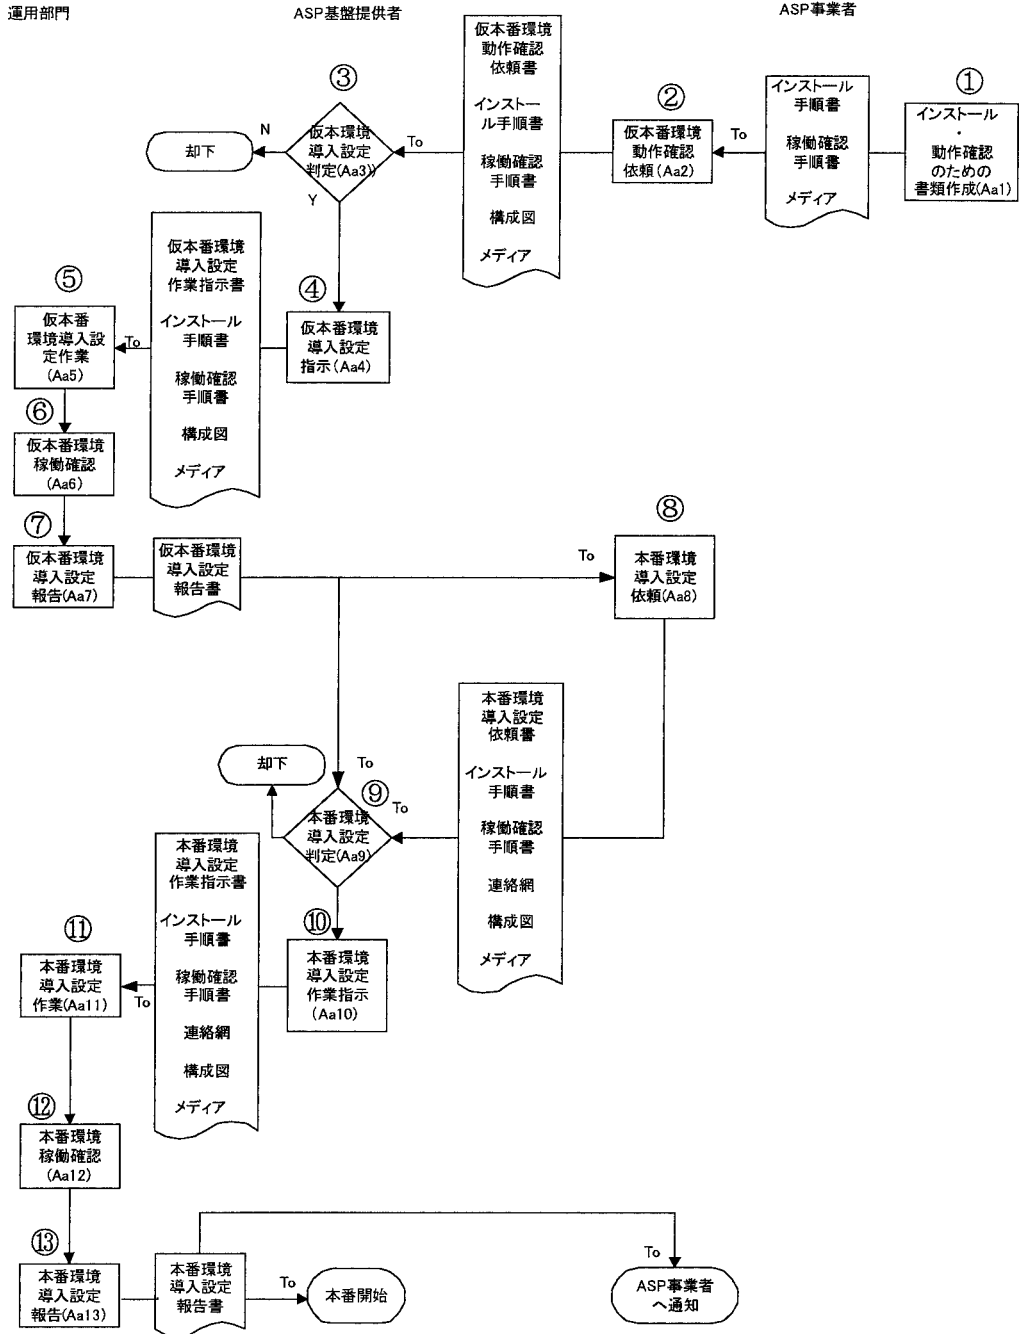 運用部門
ASP基盤提供者
ASP事業者
①
インストール
・
動作確認
のための
書類作成(Aa1)
インストール
手順書
稼働確認
手順書
メディア
To
②
仮本番環境
動作確認
依頼(Aa2)
仮本番環境
動作確認
依頼書
インストー
ル手順書
稼働確認
手順書
構成図
メディア
To
③
仮本環境
導入設定
判定(Aa3))
N
却下
Y
④
仮本番環境
導入設定
指示(Aa4)
仮本番環境
導入設定
作業指示書
インストール
手順書
稼働確認
手順書
構成図
メディア
To
⑤
仮本番
環境導入設
定作業
(Aa5)
⑥
仮本番環境
稼働確認
(Aa6)
⑦
仮本番環境
導入設定
報告(Aa7)
仮本番環境
導入設定
報告書
To
⑧
本番環境
導入設定
依頼(Aa8)
本番環境
導入設定
依頼書
インストール
手順書
稼働確認
手順書
連絡網
構成図
メディア
To
To
⑨
本番環境
導入設定
判定(Aa9)
却下
⑩
本番環境
導入設定
作業指示
(Aa10)
本番環境
導入設定
作業指示書
インストール
手順書
稼働確認
手順書
連絡網
構成図
メディア
To
⑪
本番環境
導入設定
作業(Aa11)
⑫
本番環境
稼働確認
(Aa12)
⑬
本番環境
導入設定
報告(Aa13)
本番環境
導入設定
報告書
To
本番開始
To
ASP事業者
へ通知